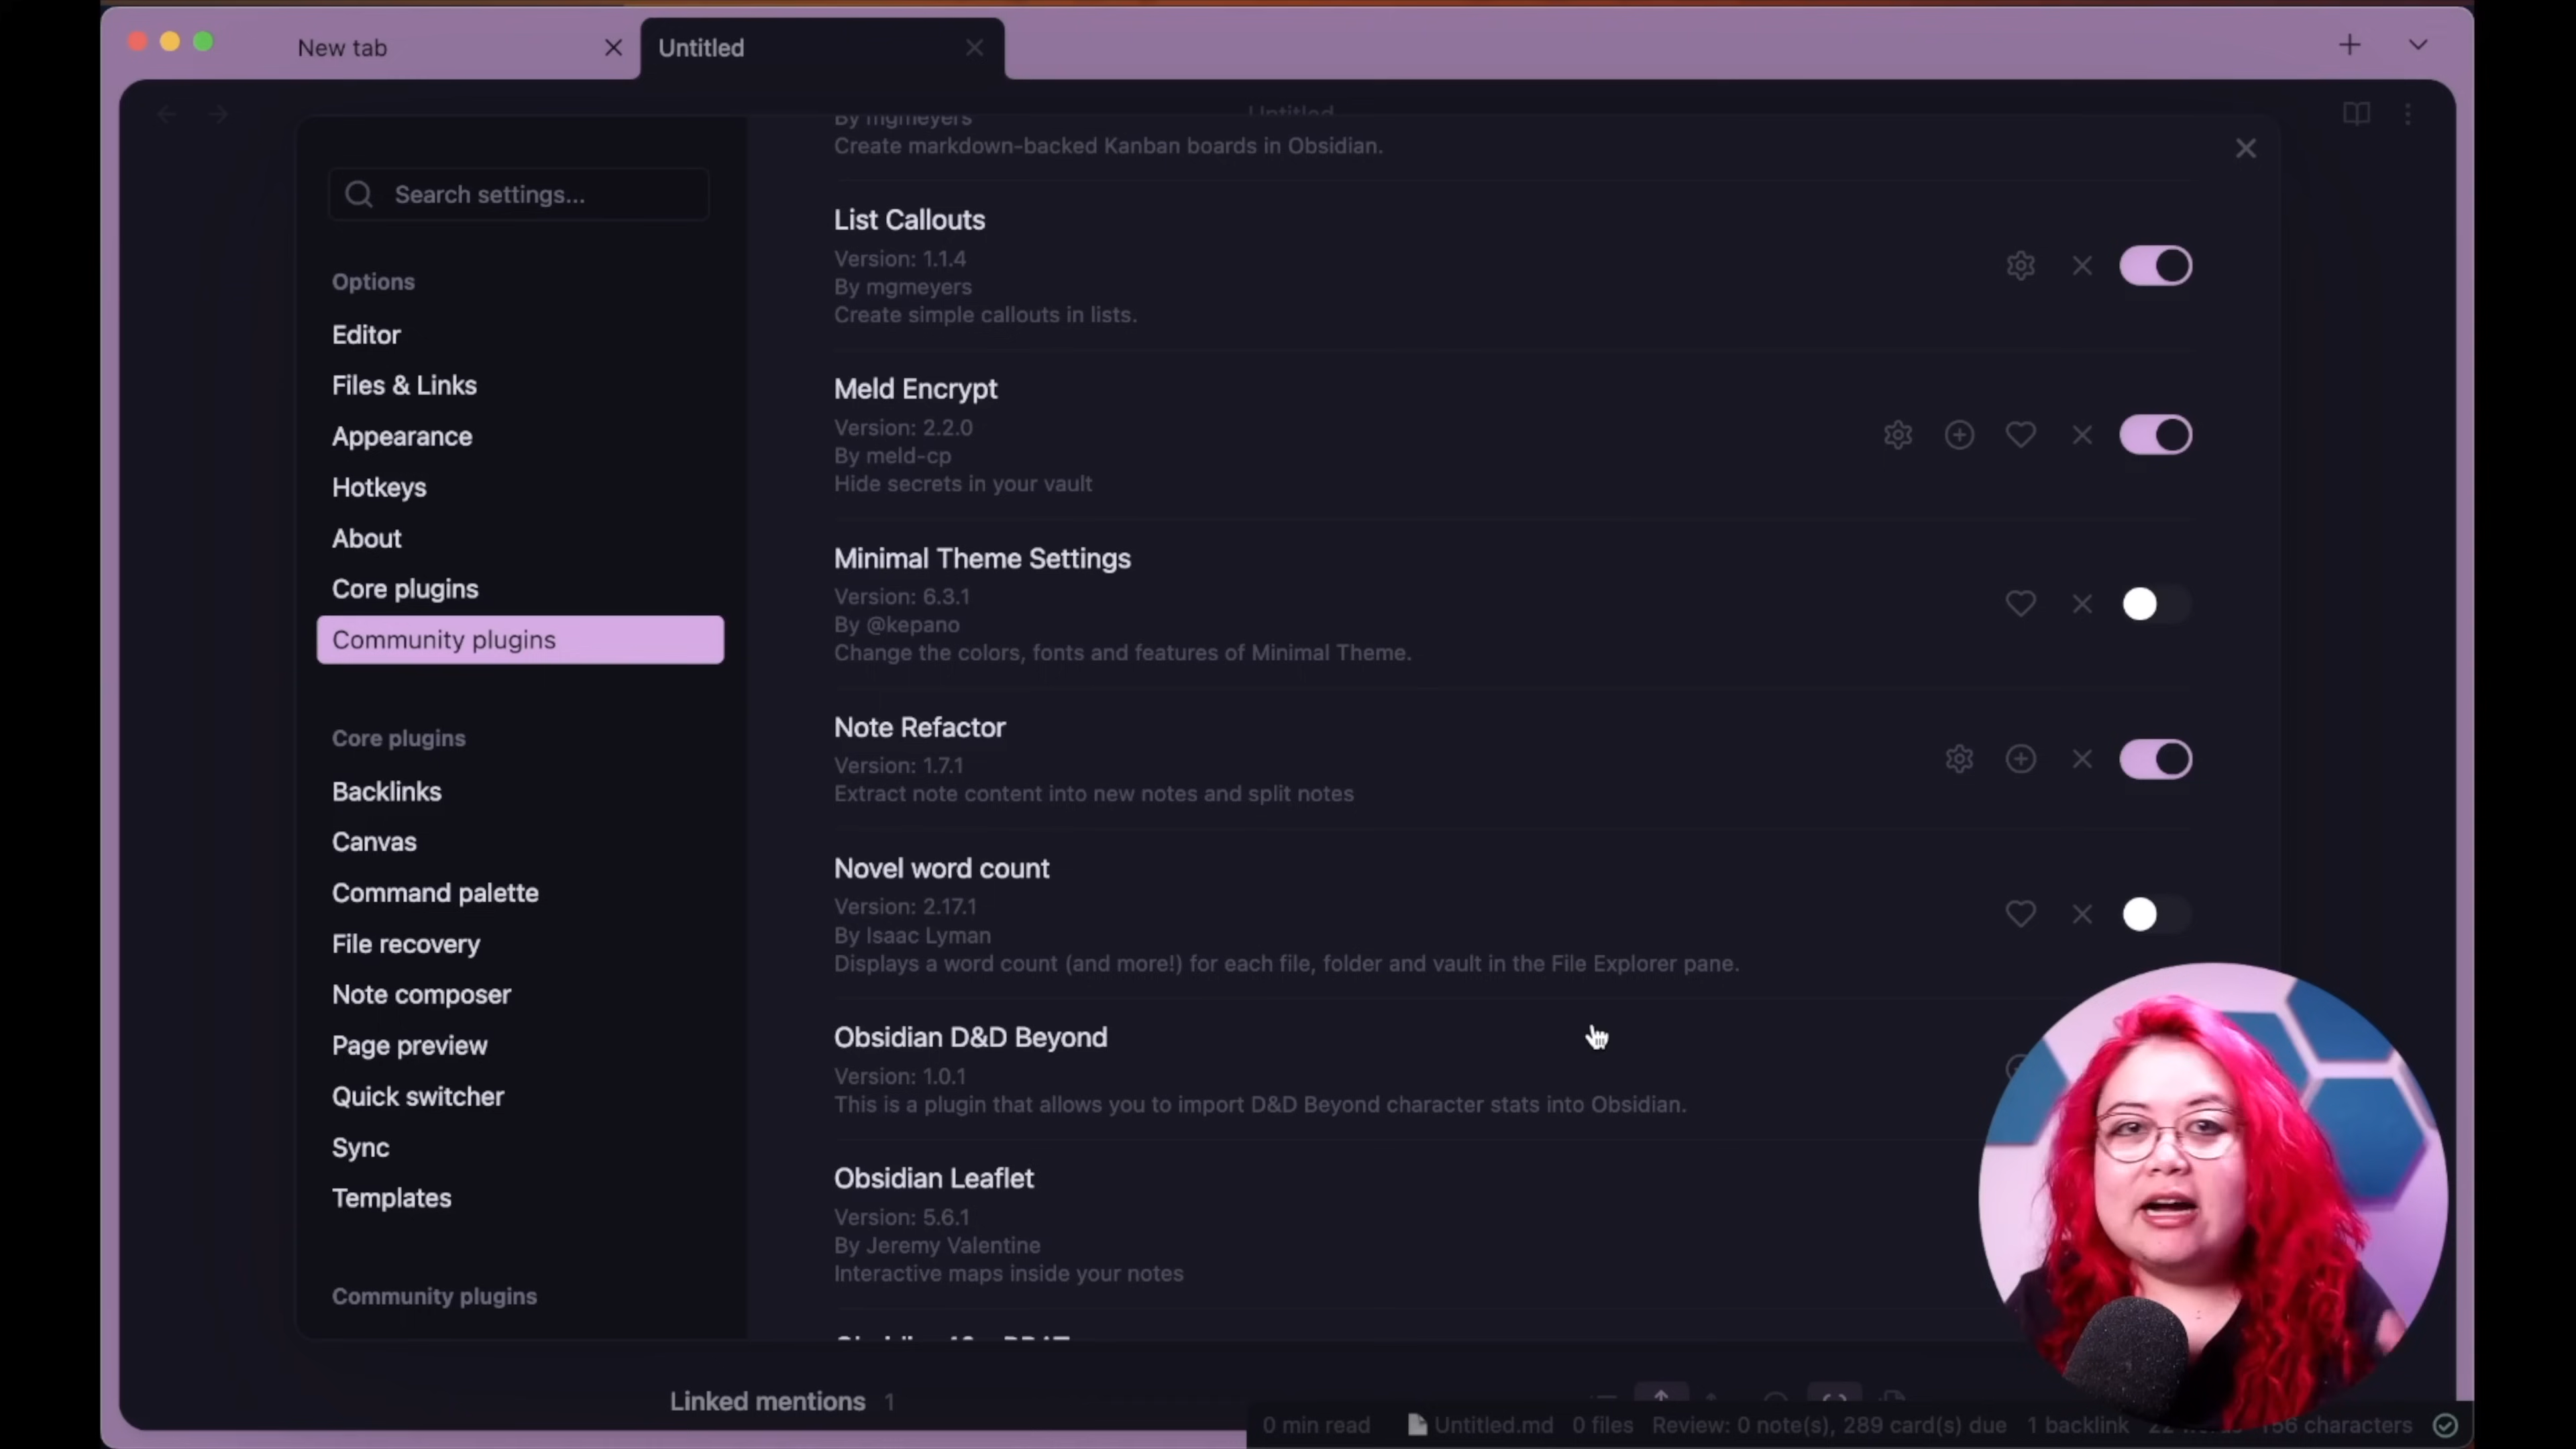 New tab
Untitled
Untitled
By mgmeyers
Create markdown-backed Kanban boards in Obsidian.
Search settings...
Options
Editor
Files & Links
Appearance
Hotkeys
About
Core plugins
Community plugins
Core plugins
Backlinks
Canvas
Command palette
File recovery
Note composer
Page preview
Quick switcher
Sync
Templates
Community plugins
List Callouts
Version: 1.1.4
By mgmeyers
Create simple callouts in lists.
Meld Encrypt
Version: 2.2.0
By meld-cp
Hide secrets in your vault
Minimal Theme Settings
Version: 6.3.1
By @kepano
Change the colors, fonts and features of Minimal Theme.
Note Refactor
Version: 1.7.1
Extract note content into new notes and split notes
Novel word count
Version: 2.17.1
By Isaac Lyman
Displays a word count (and more!) for each file, folder and vault in the File Explorer pane.
Obsidian D&D Beyond
Version: 1.0.1
This is a plugin that allows you to import D&D Beyond character stats into Obsidian.
Obsidian Leaflet
Version: 5.6.1
By Jeremy Valentine
Interactive maps inside your notes
Linked mentions 1
0 min read Untitled.md 0 files Review: 0 note(s), 289 card(s) due 1 backlink characters